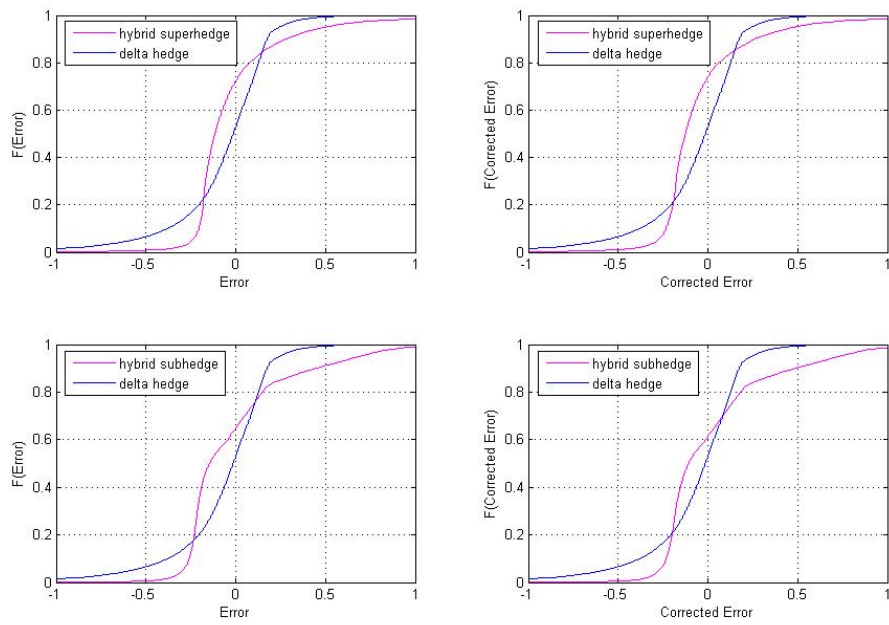 hybrid superhedge
delta hedge
F(Error)
1
0.8
0.6
0.4
0.2
0
-1
-0.5
0
0.5
1
Error
hybrid superhedge
delta hedge
F(Corrected Error)
1
0.8
0.6
0.4
0.2
0
-1
-0.5
0
0.5
1
Corrected Error
hybrid subhedge
delta hedge
F(Error)
1
0.8
0.6
0.4
0.2
0
-1
-0.5
0
0.5
1
Error
hybrid subhedge
delta hedge
F(Corrected Error)
1
0.8
0.6
0.4
0.2
0
-1
-0.5
0
0.5
1
Corrected Error